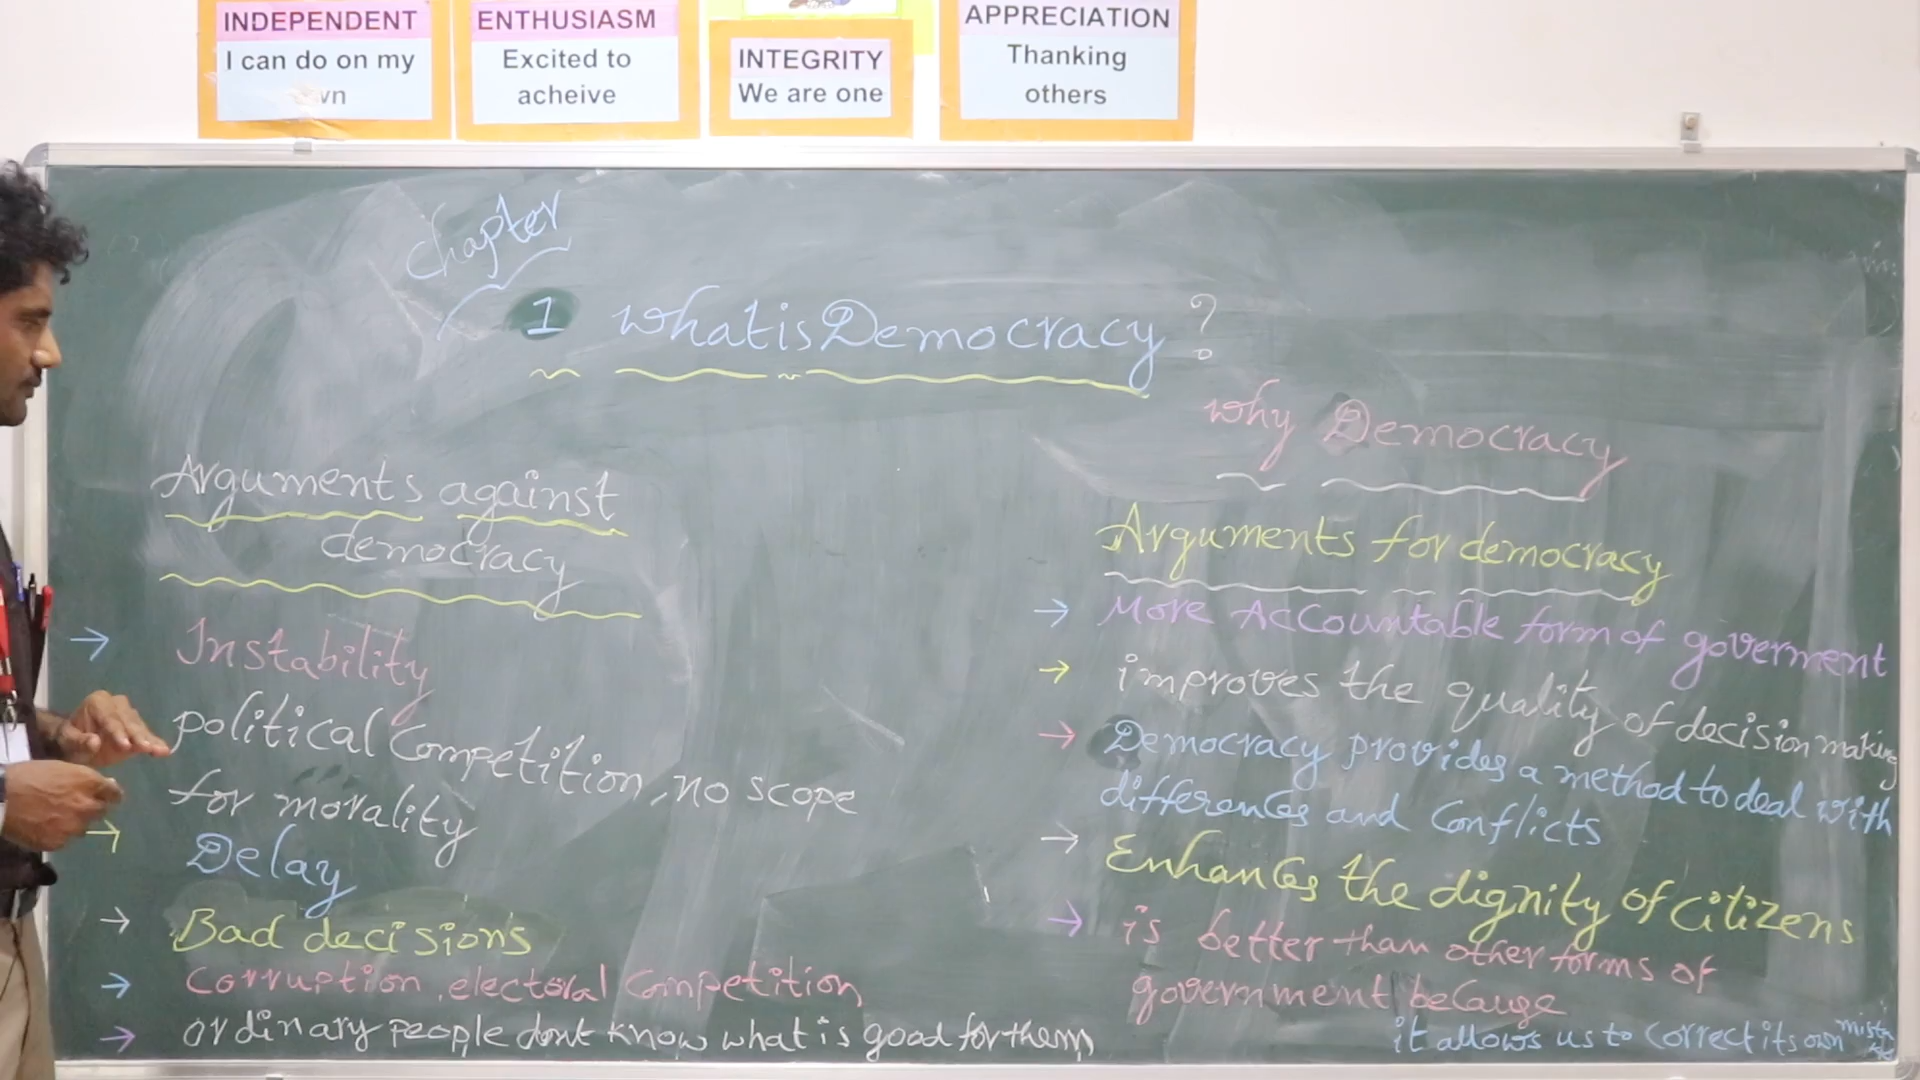 INDEPENDENT
I can do on my
ENTHUSIASM
Excited to
acheive
INTEGRITY
We are one
APPRECIATION
Thanking
others
Chapter
1 what is Democracy ?
Arguments against
democracy
→ Instability
political Competition, no scope
for morality
→ Delay
→ Bad decisions
→ Corruption, electoral Competition
→ ordinary people dont know what is good for them
why Democracy
Arguments for democracy
→ More Accountable form of goverment
→ improves the quality of decision making
→ Democracy provides a method to deal with
differences and Conflicts
→ Enhances the dignity of citizens
→ is better than other forms of
government because
it allows us to correct its own